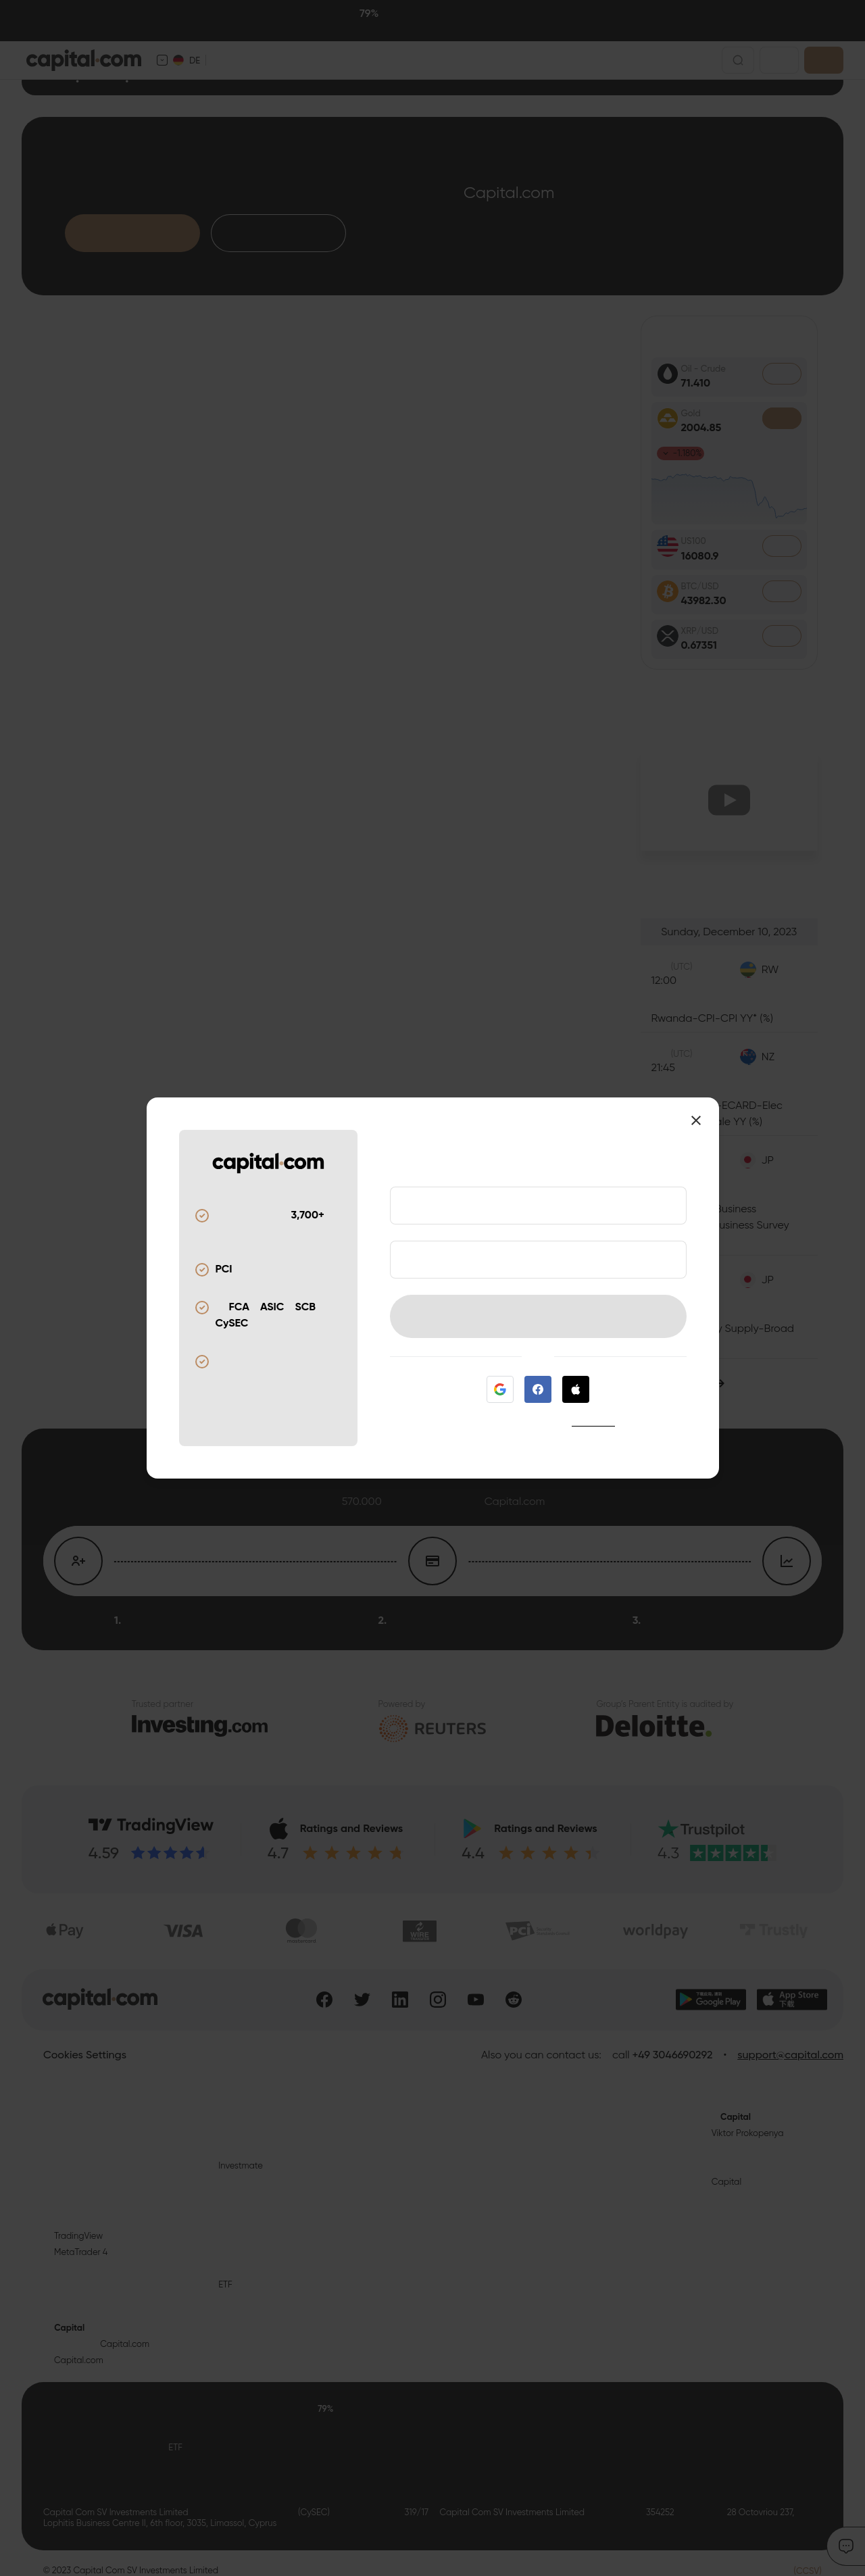 79%
capital.com
DE
Capital.com
Oil - Crude
71.410
Gold
2004.85
-1.380%
US100
16080.9
BTC/USD
43982.30
XRP/USD
0.67351
Sunday, December 10, 2023
(UTC)
12:00
RW
Rwanda-CPI-CPI YY* (%)
(UTC)
21:45
NZ
-ECARD-Elec
ale YY (%)
JP
Business
usiness Survey
JP
y Supply-Broad
capital.com
3,700+
PCI
FCA ASIC SCB
CySEC
570.000 Capital.com
1. 2. 3.
Trusted partner
Investing.com
Powered by
REUTERS
Group's Parent Entity is audited by
Deloitte.
TradingView
4.59
Ratings and Reviews
4.7
Ratings and Reviews
4.4
Trustpilot
4.3
Pay
VISA
mastercard
PCI
worldpay
Trustly
capital.com
Google Play
App Store
下載
Cookies Settings
Also you can contact us: call +49 3046690292 • support@capital.com
Capital
Viktor Prokopenya
Investmate
Capital
TradingView
MetaTrader 4
ETF
Capital
Capital.com
Capital.com
79%
ETF
Capital Com SV Investments Limited (CySEC) 319/17 Capital Com SV Investments Limited 354252 28 Octovriou 237,
Lophitis Business Centre II, 6th floor, 3035, Limassol, Cyprus
© 2023 Capital Com SV Investments Limited
(CCSV)